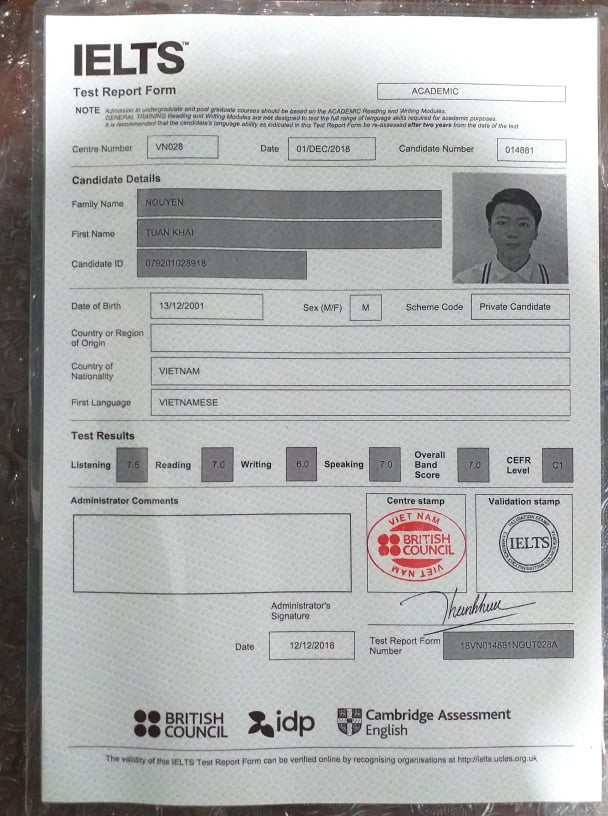 IELTS™
Test Report Form
ACADEMIC
NOTE Admission to undergraduate and post graduate courses should be based on the ACADEMIC Reading and Writing Modules.
GENERAL TRAINING Reading and Writing Modules are not designed to test the full range of language skills required for academic purposes.
It is recommended that the candidate's language ability as indicated in this Test Report Form be re-assessed after two years from the date of the test.
Centre Number VN028 Date 01/DEC/2018 Candidate Number 014881
Candidate Details
Family Name NGUYEN
First Name TUAN KHAI
Candidate ID 079201028918
Date of Birth 13/12/2001 Sex (M/F) M Scheme Code Private Candidate
Country or Region
of Origin
Country of
Nationality VIETNAM
First Language VIETNAMESE
Test Results
Listening 7.5 Reading 7.0 Writing 6.0 Speaking 7.0 Overall Band Score 7.0 CEFR Level C1
Administrator Comments
Centre stamp
Validation stamp
VIET NAM
BRITISH
COUNCIL
VIET NAM
VALIDATION STAMP
IELTS
Administrator's
Signature
Date 12/12/2018
Test Report Form
Number 18VN014881NGUT028A
BRITISH
COUNCIL
idp
Cambridge Assessment
English
The validity of this IELTS Test Report Form can be verified online by recognising organisations at http://ielts.ucles.org.uk